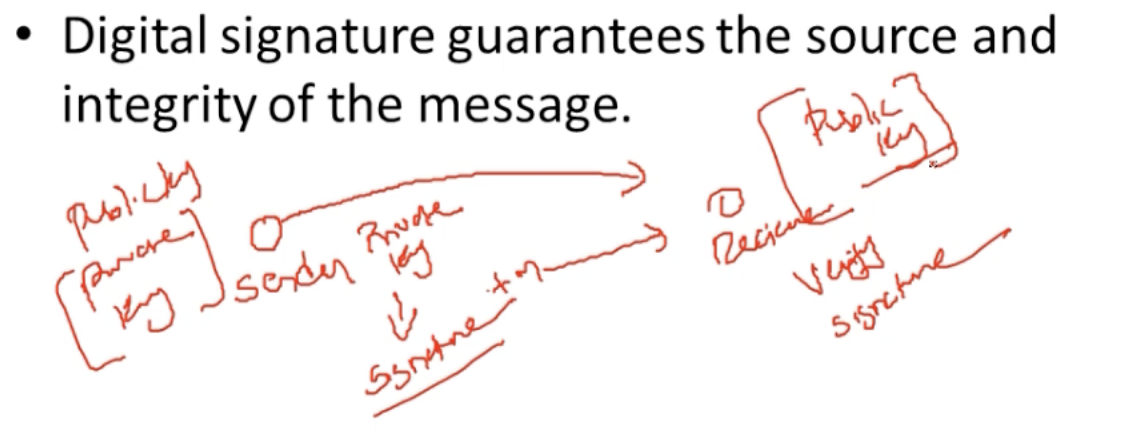 • Digital signature guarantees the source and
integrity of the message.
Public key
Private
key
Sender
Private
key
Signature + m
Public
key
Reciever
Verify
signature